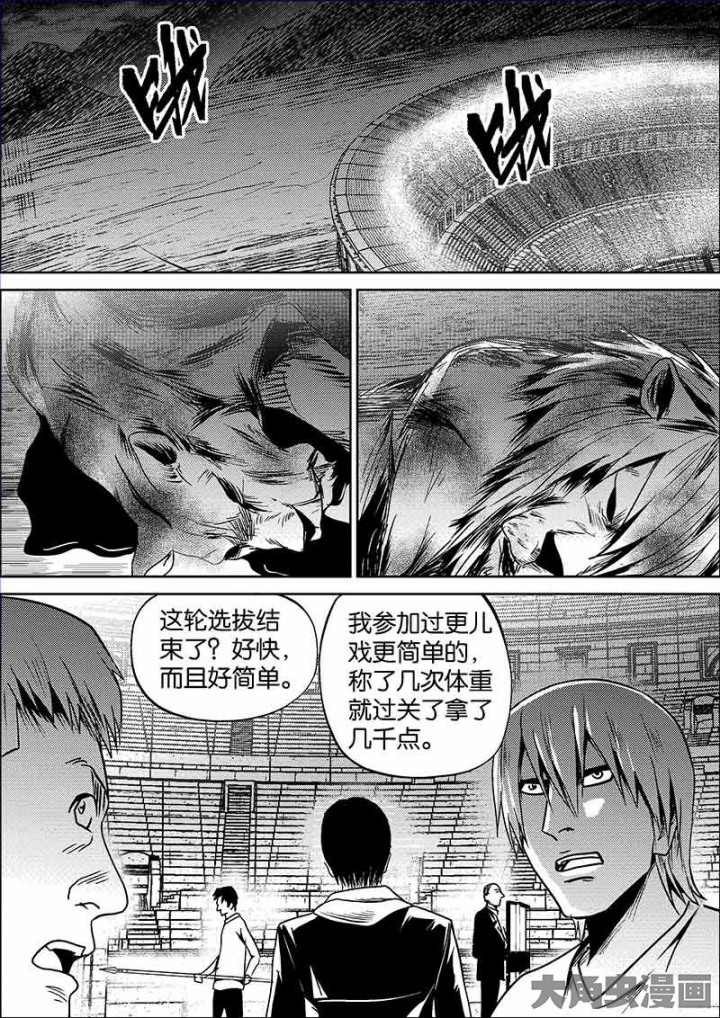 哦
哦
这轮选拔结
束了？好快，
而且好简单。
我参加过更儿
戏更简单的，
称了几次体重
就过关了拿了
几千点。
大角虫漫画